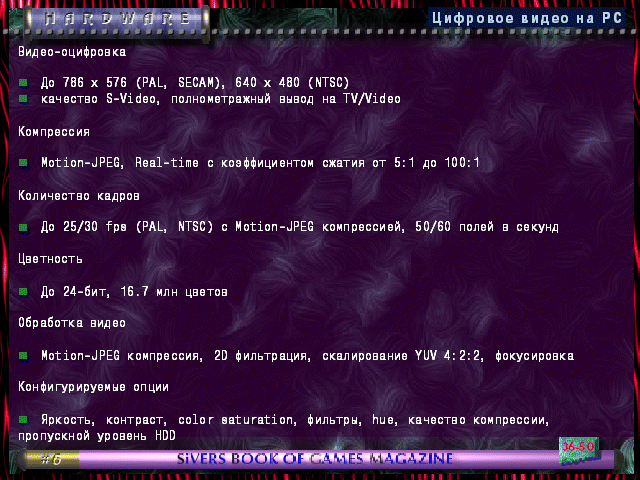 HARDWARE
Цифровое видео на PC
Видео-оцифровка
До 786 x 576 (PAL, SECAM), 640 x 480 (NTSC)
качество S-Video, полнометражный вывод на TV/Video
Компрессия
Motion-JPEG, Real-time с коэффициентом сжатия от 5:1 до 100:1
Количество кадров
До 25/30 fps (PAL, NTSC) с Motion-JPEG компрессией, 50/60 полей в секунд
Цветность
До 24-бит, 16.7 млн цветов
Обработка видео
Motion-JPEG компрессия, 2D фильтрация, скалирование YUV 4:2:2, фокусировка
Конфигурируемые опции
Яркость, контраст, color saturation, фильтры, hue, качество компрессии,
пропускной уровень HDD
36-50
#6
SiVERS BOOK OF GAMES MAGAZINE